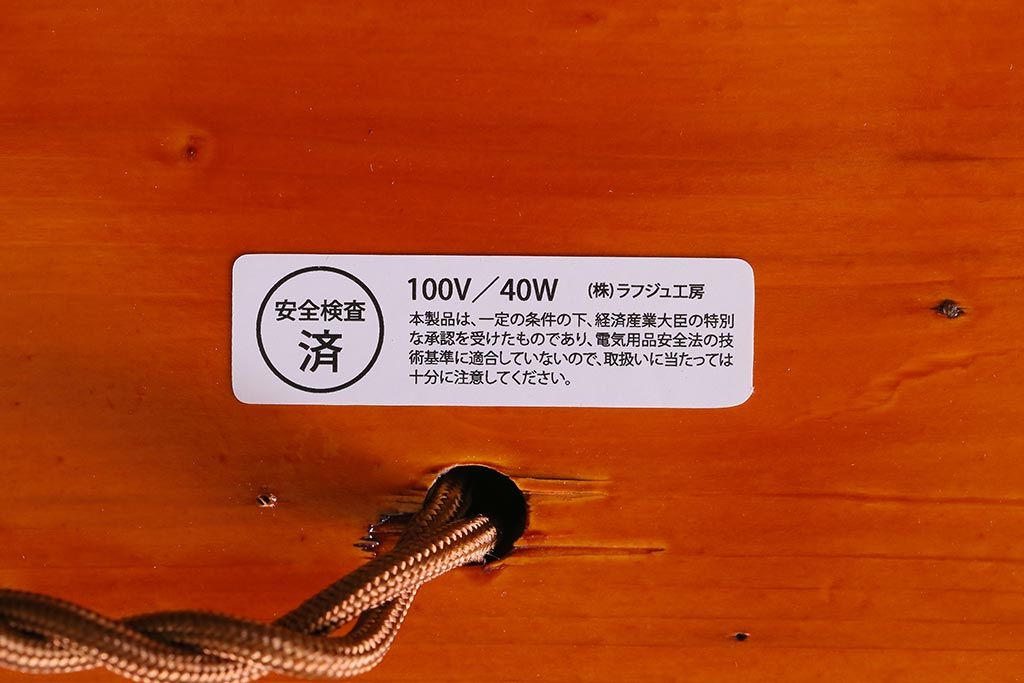 安全検査
済
100V／40W (株)ラフジュ工房
本製品は、一定の条件の下、経済産業大臣の特別
な承認を受けたものであり、電気用品安全法の技
術基準に適合していないので、取扱いに当たっては
十分に注意してください。